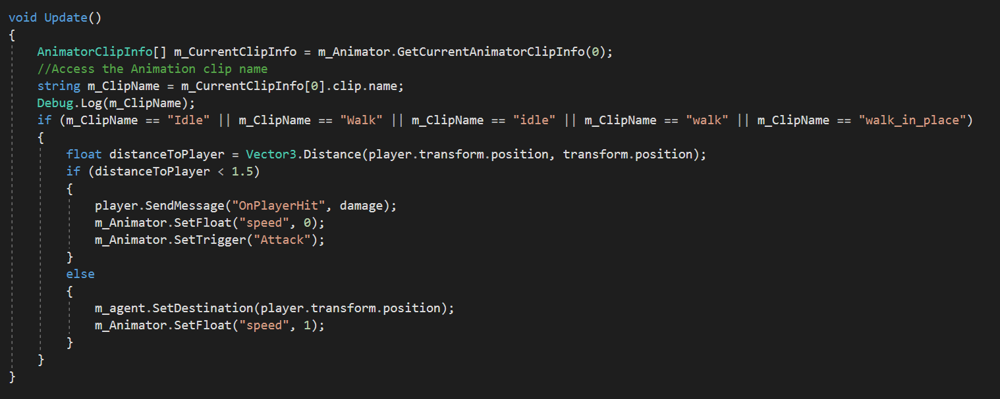 void Update()
{
    AnimatorClipInfo[] m_CurrentClipInfo = m_Animator.GetCurrentAnimatorClipInfo(0);
    //Access the Animation clip name
    string m_ClipName = m_CurrentClipInfo[0].clip.name;
    Debug.Log(m_ClipName);
    if (m_ClipName == "Idle" || m_ClipName == "Walk" || m_ClipName == "idle" || m_ClipName == "walk" || m_ClipName == "walk_in_place")
    {
        float distanceToPlayer = Vector3.Distance(player.transform.position, transform.position);
        if (distanceToPlayer < 1.5)
        {
            player.SendMessage("OnPlayerHit", damage);
            m_Animator.SetFloat("speed", 0);
            m_Animator.SetTrigger("Attack");
        }
        else
        {
            m_agent.SetDestination(player.transform.position);
            m_Animator.SetFloat("speed", 1);
        }
    }
}